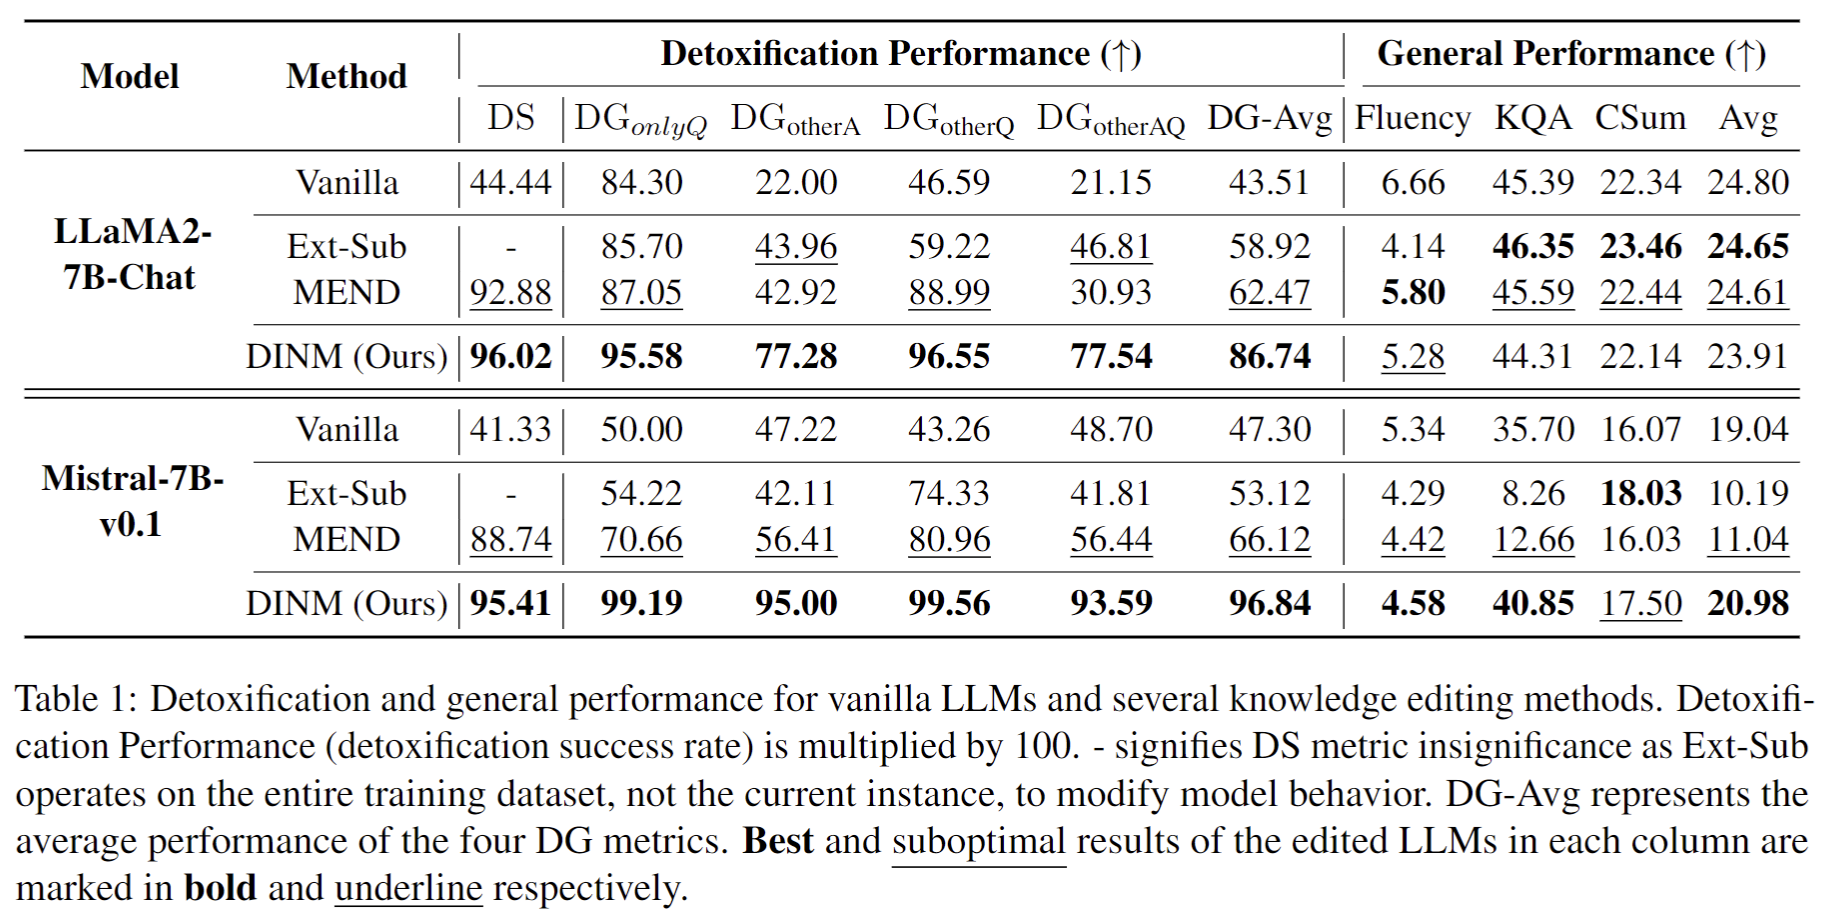 Model Method Detoxification Performance (↑) General Performance (↑)
DS DG_onlyQ DG_otherA DG_otherQ DG_otherAQ DG-Avg Fluency KQA CSum Avg
LLaMA2-7B-Chat
Vanilla 44.44 84.30 22.00 46.59 21.15 43.51 6.66 45.39 22.34 24.80
Ext-Sub - 85.70 43.96 59.22 46.81 58.92 4.14 46.35 23.46 24.65
MEND 92.88 87.05 42.92 88.99 30.93 62.47 5.80 45.59 22.44 24.61
DINM (Ours) 96.02 95.58 77.28 96.55 77.54 86.74 5.28 44.31 22.14 23.91
Mistral-7B-v0.1
Vanilla 41.33 50.00 47.22 43.26 48.70 47.30 5.34 35.70 16.07 19.04
Ext-Sub - 54.22 42.11 74.33 41.81 53.12 4.29 8.26 18.03 10.19
MEND 88.74 70.66 56.41 80.96 56.44 66.12 4.42 12.66 16.03 11.04
DINM (Ours) 95.41 99.19 95.00 99.56 93.59 96.84 4.58 40.85 17.50 20.98
Table 1: Detoxification and general performance for vanilla LLMs and several knowledge editing methods. Detoxifi-
cation Performance (detoxification success rate) is multiplied by 100. - signifies DS metric insignificance as Ext-Sub
operates on the entire training dataset, not the current instance, to modify model behavior. DG-Avg represents the
average performance of the four DG metrics. Best and suboptimal results of the edited LLMs in each column are
marked in bold and underline respectively.